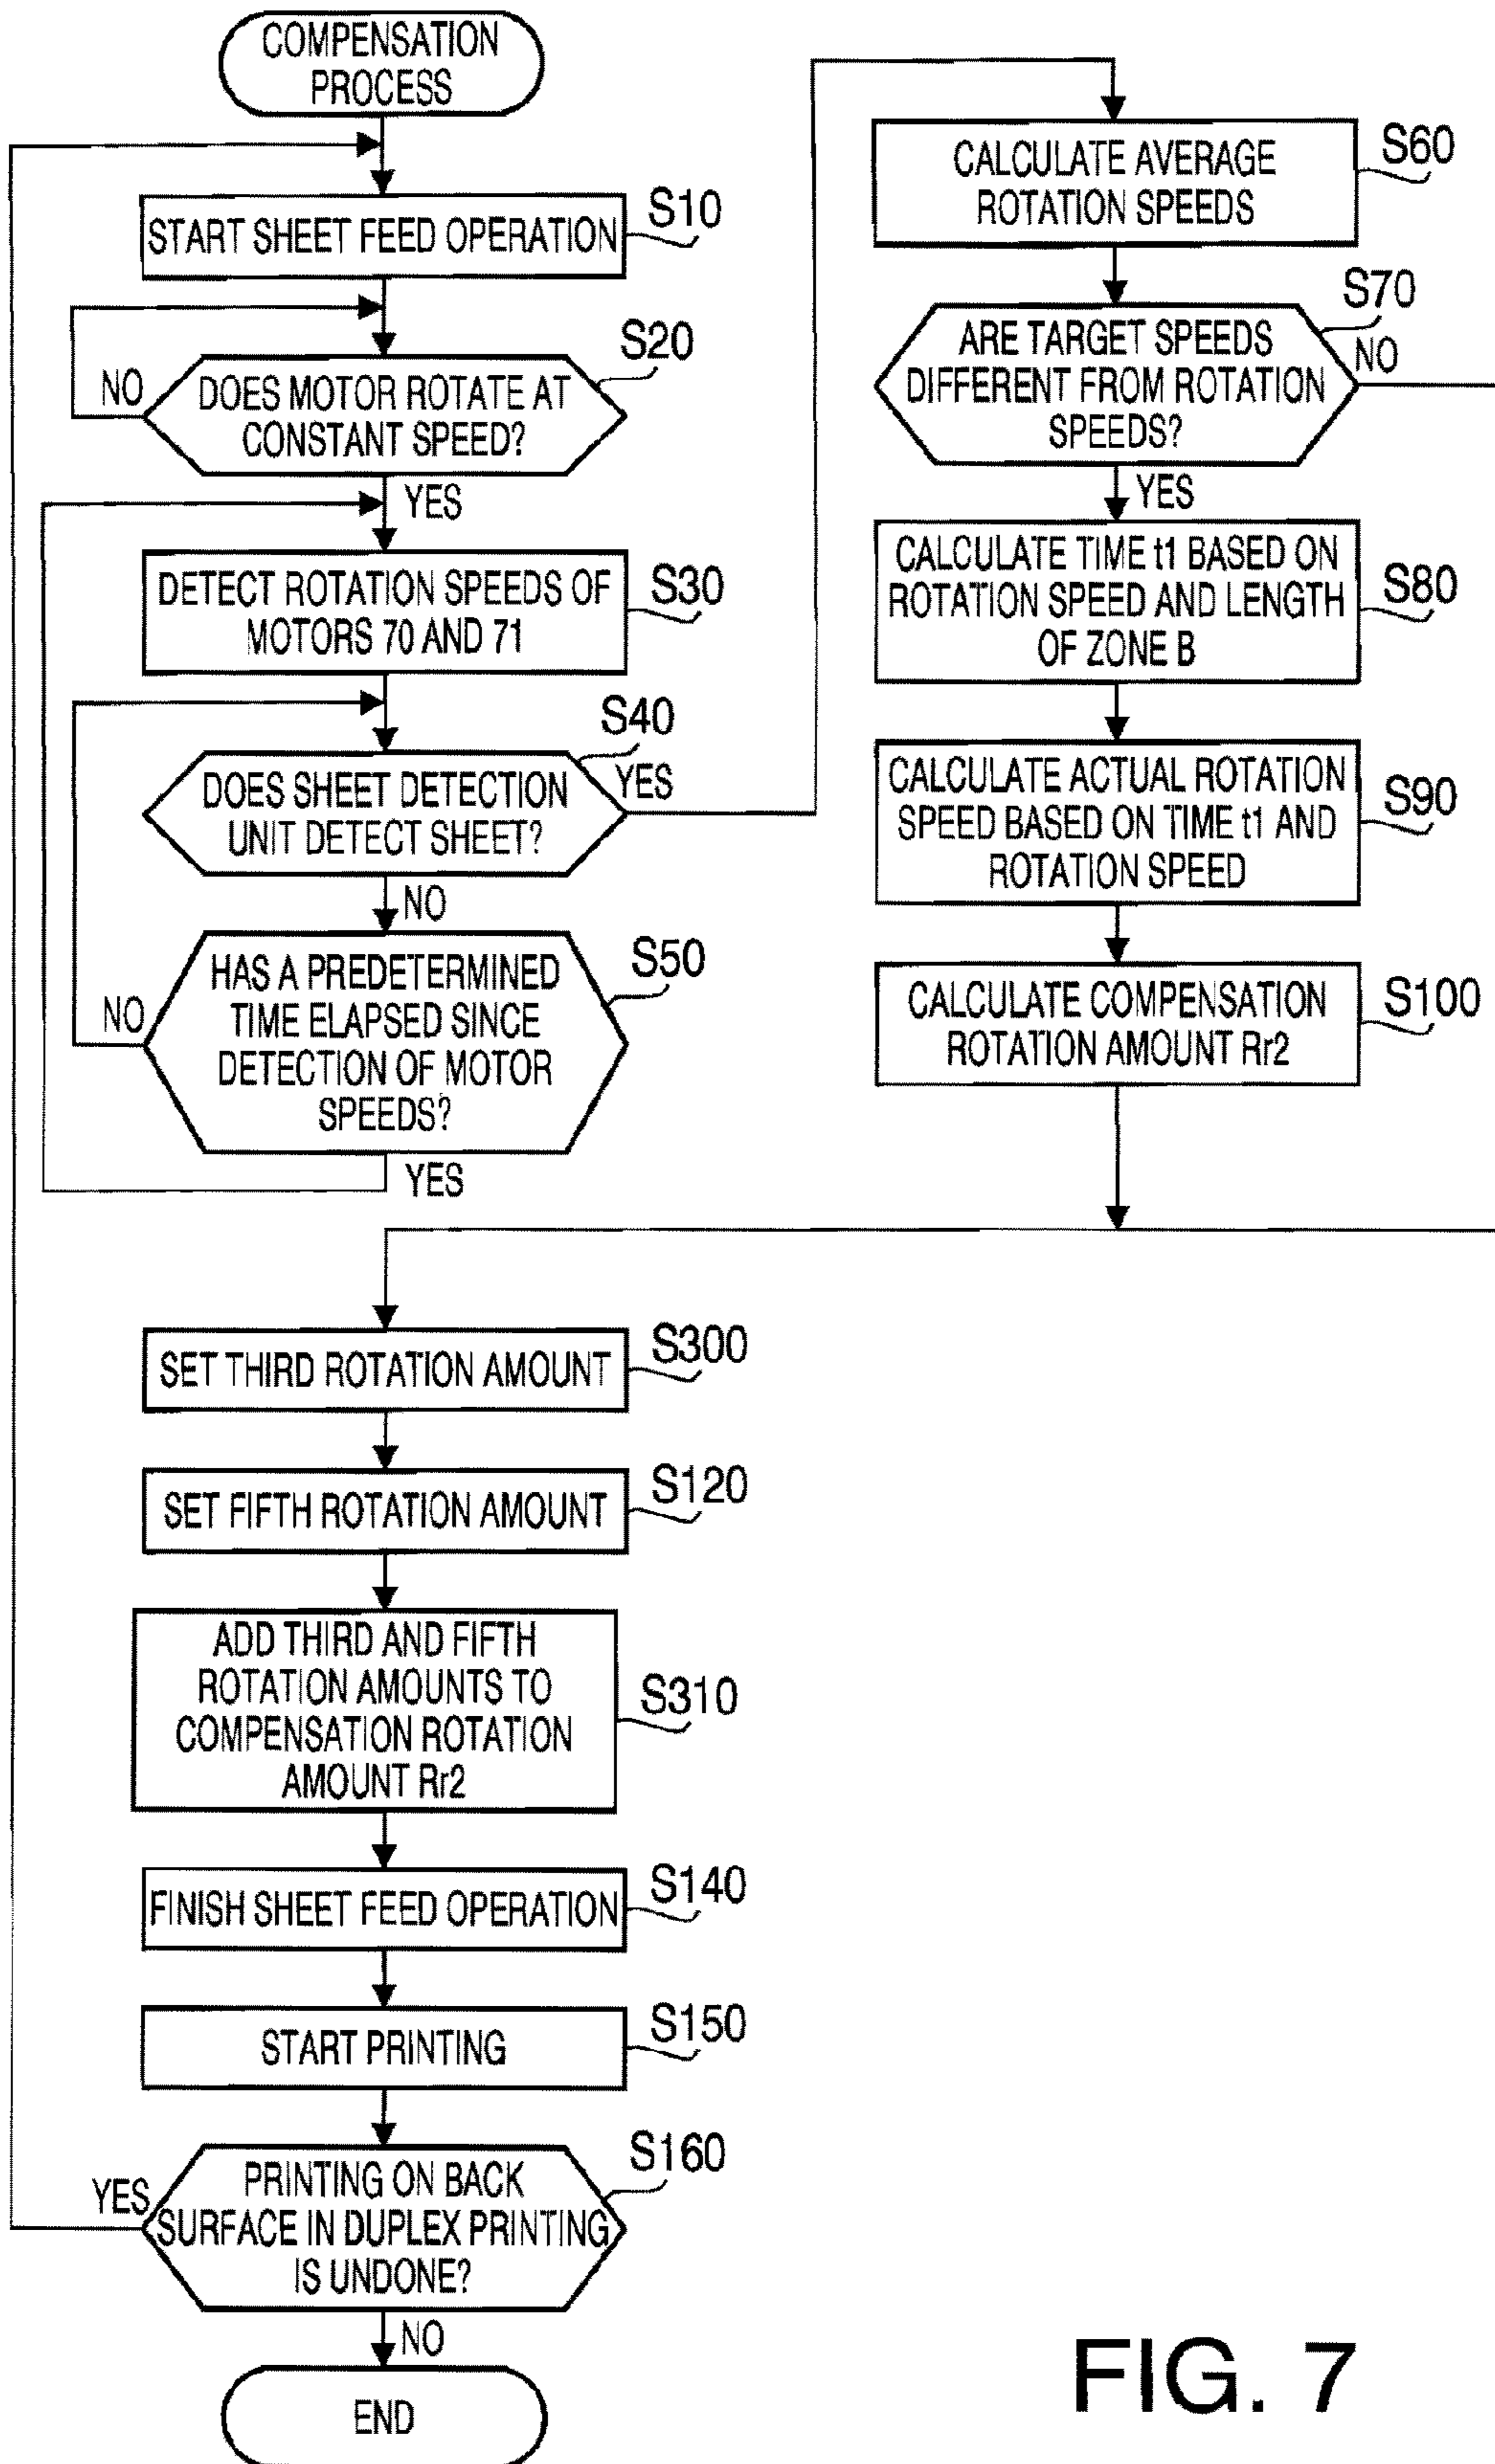 COMPENSATION
PROCESS
START SHEET FEED OPERATION
S10
DOES MOTOR ROTATE AT
CONSTANT SPEED?
S20
NO
YES
DETECT ROTATION SPEEDS OF
MOTORS 70 AND 71
S30
DOES SHEET DETECTION
UNIT DETECT SHEET?
S40
YES
NO
HAS A PREDETERMINED
TIME ELAPSED SINCE
DETECTION OF MOTOR
SPEEDS?
S50
NO
YES
CALCULATE AVERAGE
ROTATION SPEEDS
S60
ARE TARGET SPEEDS
DIFFERENT FROM ROTATION
SPEEDS?
S70
NO
YES
CALCULATE TIME t1 BASED ON
ROTATION SPEED AND LENGTH
OF ZONE B
S80
CALCULATE ACTUAL ROTATION
SPEED BASED ON TIME t1 AND
ROTATION SPEED
S90
CALCULATE COMPENSATION
ROTATION AMOUNT Rr2
S100
SET THIRD ROTATION AMOUNT
S300
SET FIFTH ROTATION AMOUNT
S120
ADD THIRD AND FIFTH
ROTATION AMOUNTS TO
COMPENSATION ROTATION
AMOUNT Rr2
S310
FINISH SHEET FEED OPERATION
S140
START PRINTING
S150
PRINTING ON BACK
SURFACE IN DUPLEX PRINTING
IS UNDONE?
S160
YES
NO
END
FIG. 7